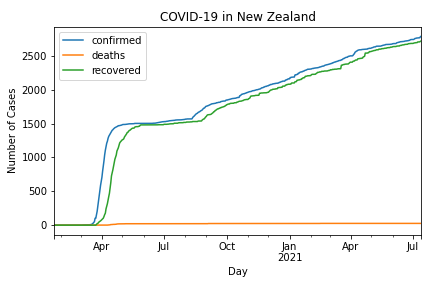 COVID-19 in New Zealand
confirmed
deaths
recovered
Number of Cases
2500
2000
1500
1000
500
0
Apr Jul Oct Jan Apr Jul
2021
Day